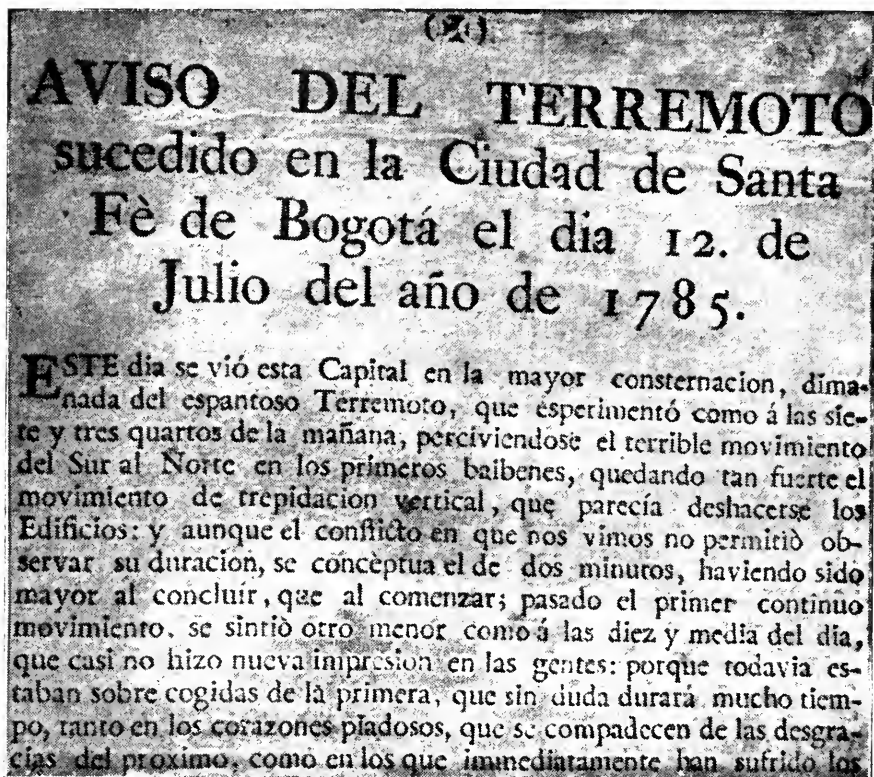 AVISO DEL TERREMOTO
sucedido en la Ciudad de Santa
Fè de Bogotá el dia 12. de
Julio del año de 1785.
ESTE dia se vió esta Capital en la mayor consternacion, dima-
nada del espantoso Terremoto, que esperimentó como á las sie-
te y tres quartos de la mañana, perciviendose el terrible movimiento
del Sur al Norte en los primeros baibenes, quedando tan fuerte el
movimiento de trepidacion vertical, que parecía deshacerse los
Edificios: y aunque el conflicto en que nos vimos no permitiò ob-
servar su duracion, se concèptua el de dos minutos, haviendo sido
mayor al concluír, que al comenzar; pasado el primer continuo
movimiento. se sintiò otro menor como á las diez y media del dia,
que casi no hizo nueva impresion en las gentes: porque todavia es-
taban sobre cogidas de là primera, que sin duda durará mucho tiem-
po, tanto en los corazones pìadosos, que se compadecen de las desgra-
cias del proximo, como en los que immediatamente han sufrido los